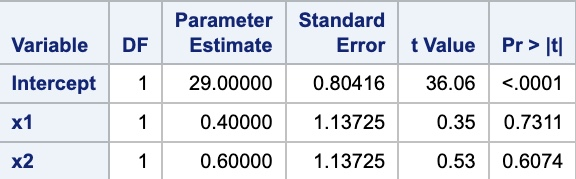 Variable DF Parameter Estimate Standard Error t Value Pr > |t|
Intercept 1 29.00000 0.80416 36.06 <.0001
x1 1 0.40000 1.13725 0.35 0.7311
x2 1 0.60000 1.13725 0.53 0.6074